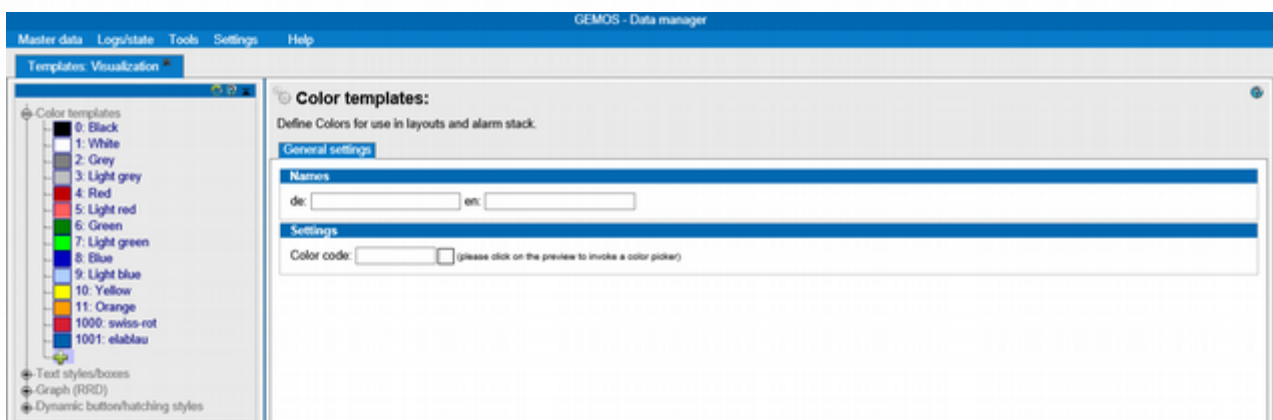 GEMOS - Data manager
Master data Logs/state Tools Settings Help
Templates: Visualization
Color templates
0: Black
1: White
2: Grey
3: Light grey
4: Red
5: Light red
6: Green
7: Light green
8: Blue
9: Light blue
10: Yellow
11: Orange
1000: swiss-rot
1001: elablau
Text styles/boxes
Graph (RRD)
Dynamic button/hatching styles
Color templates:
Define Colors for use in layouts and alarm stack.
General settings
Names
de: en:
Settings
Color code: (please click on the preview to invoke a color picker)